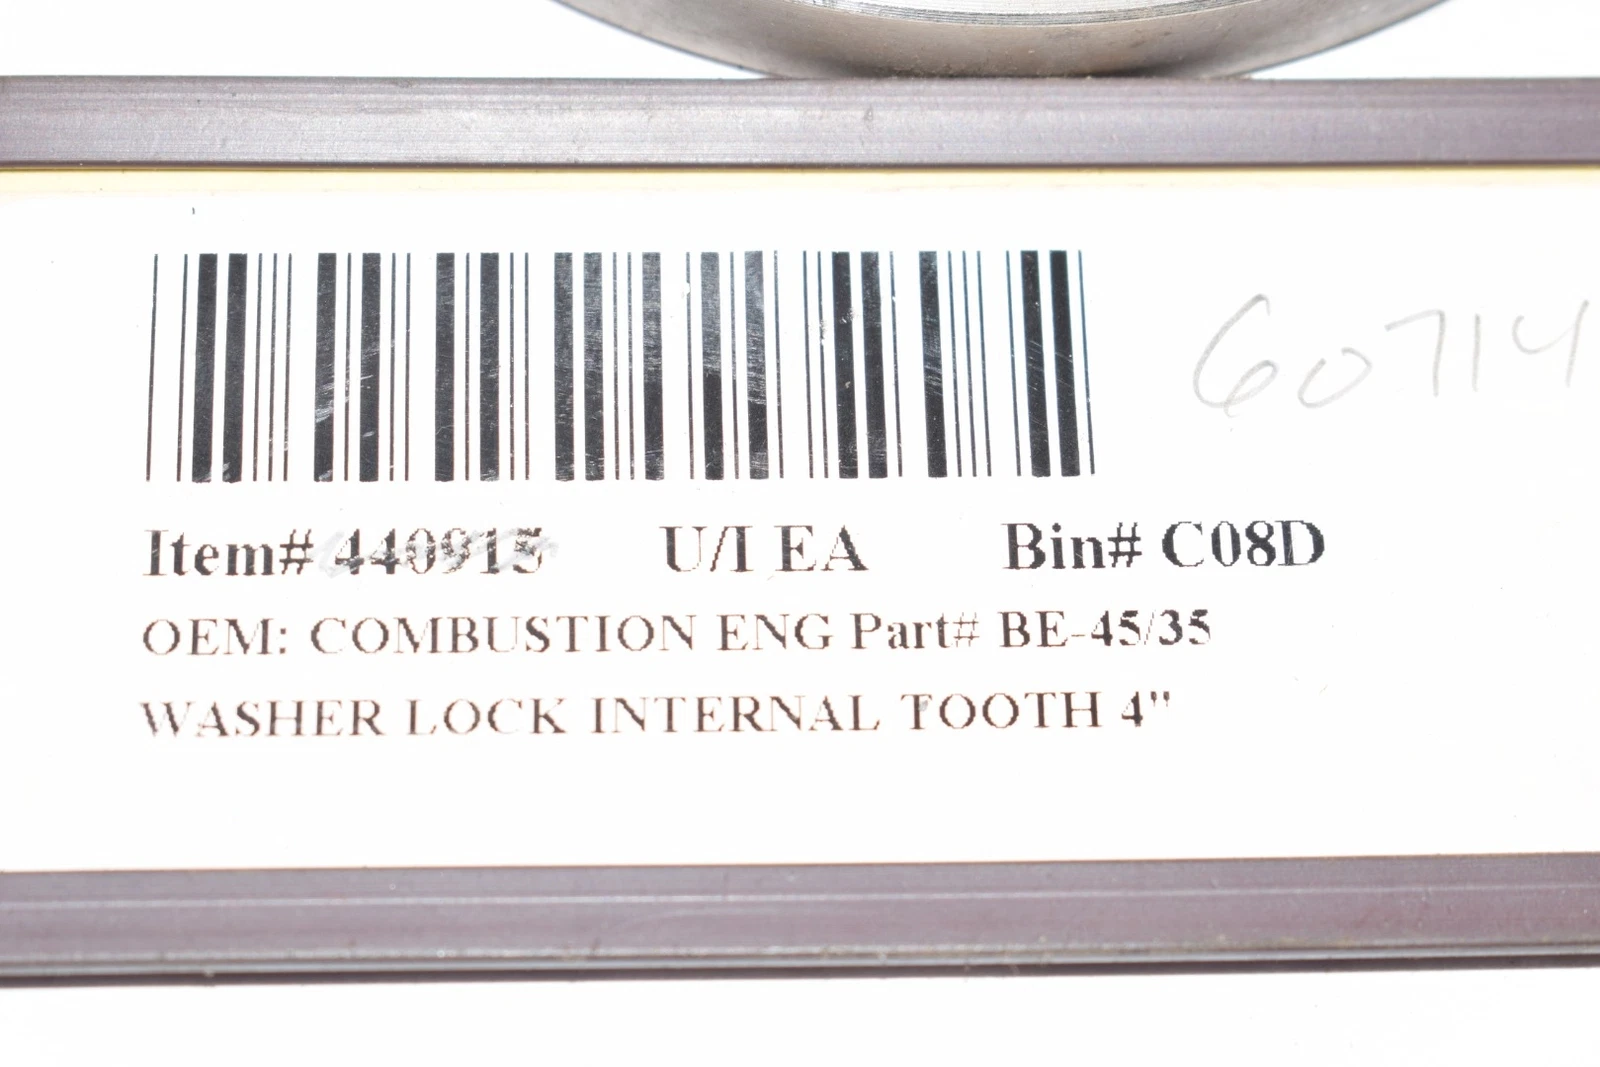 60714
Item# 440915 U/I EA Bin# C08D
OEM: COMBUSTION ENG Part# BE-45/35
WASHER LOCK INTERNAL TOOTH 4"